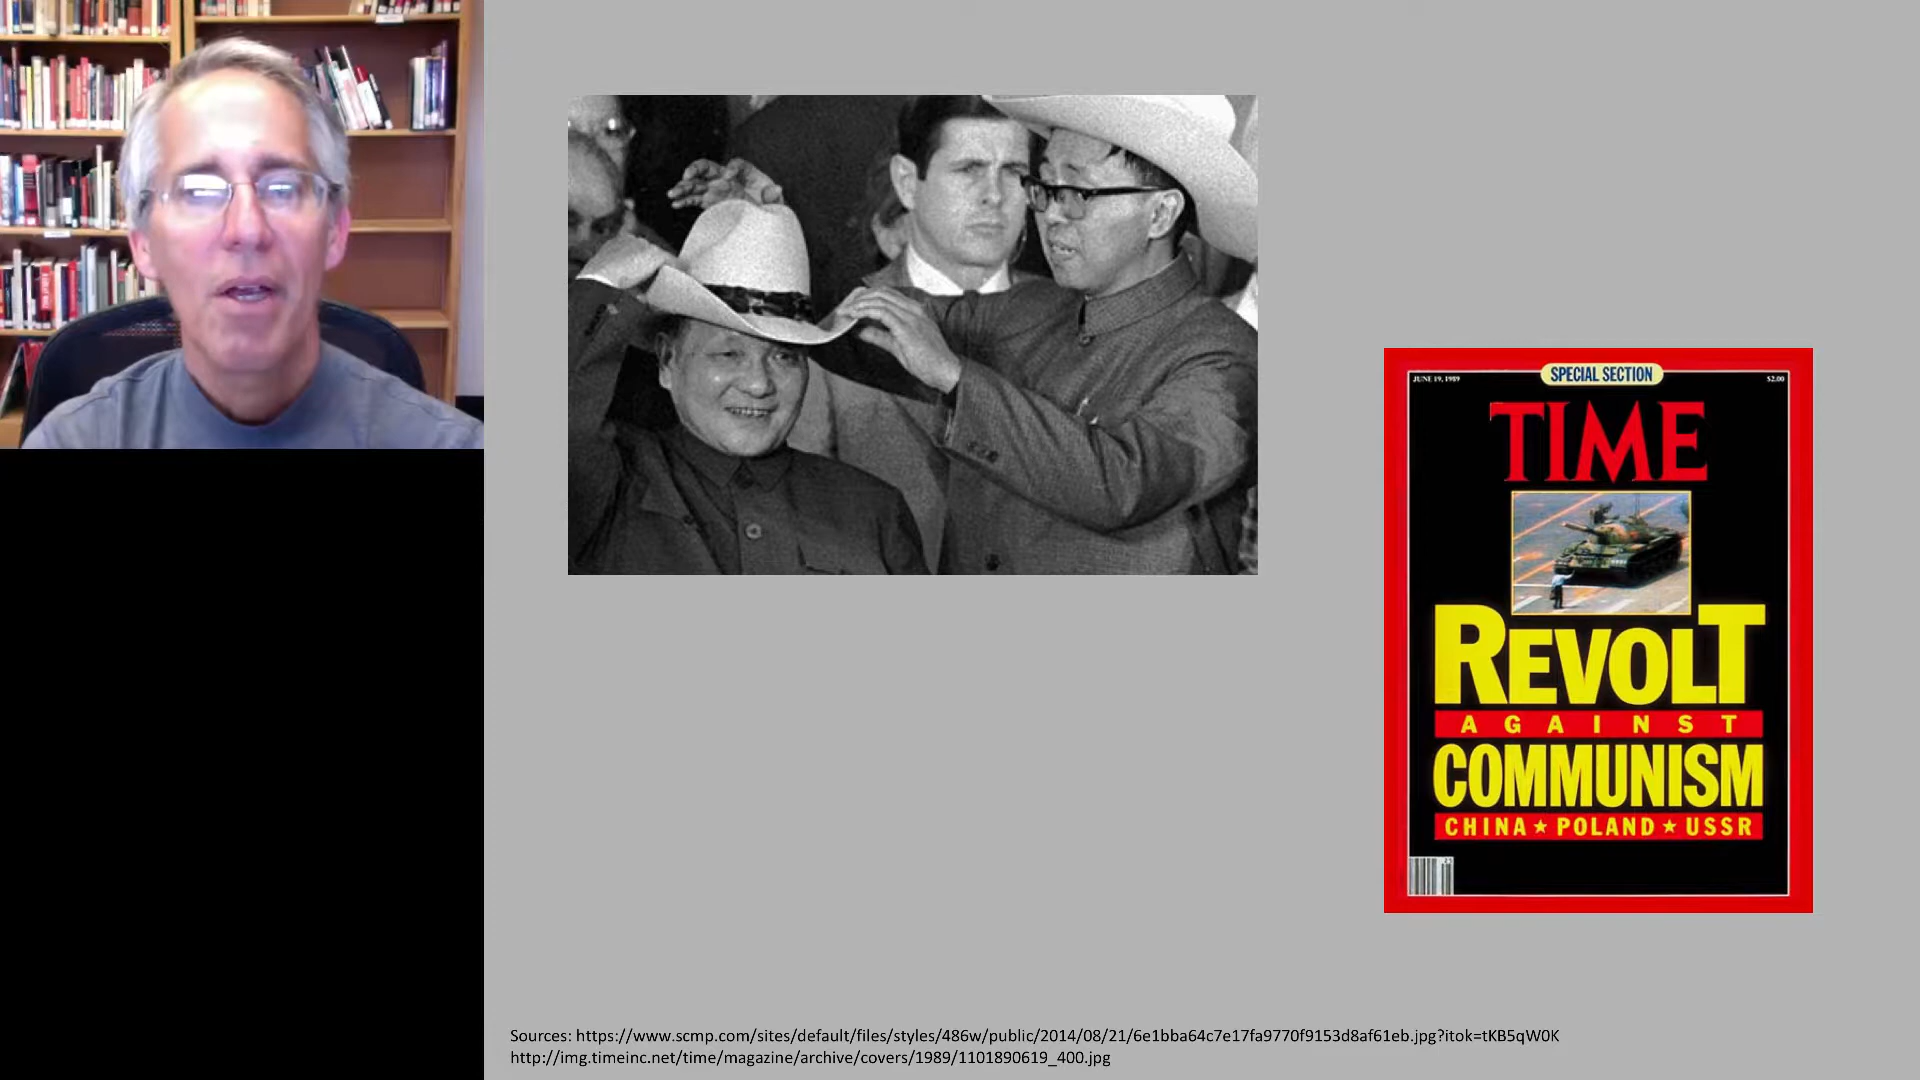 SPECIAL SECTION
JUNE 19, 1989
$2.00
TIME
REVOLT
AGAINST
COMMUNISM
CHINA ★ POLAND ★ USSR
Sources: https://www.scmp.com/sites/default/files/styles/486w/public/2014/08/21/6e1bba64c7e17fa9770f9153d8af61eb.jpg?itok=tKB5qW0K
http://img.timeinc.net/time/magazine/archive/covers/1989/1101890619_400.jpg